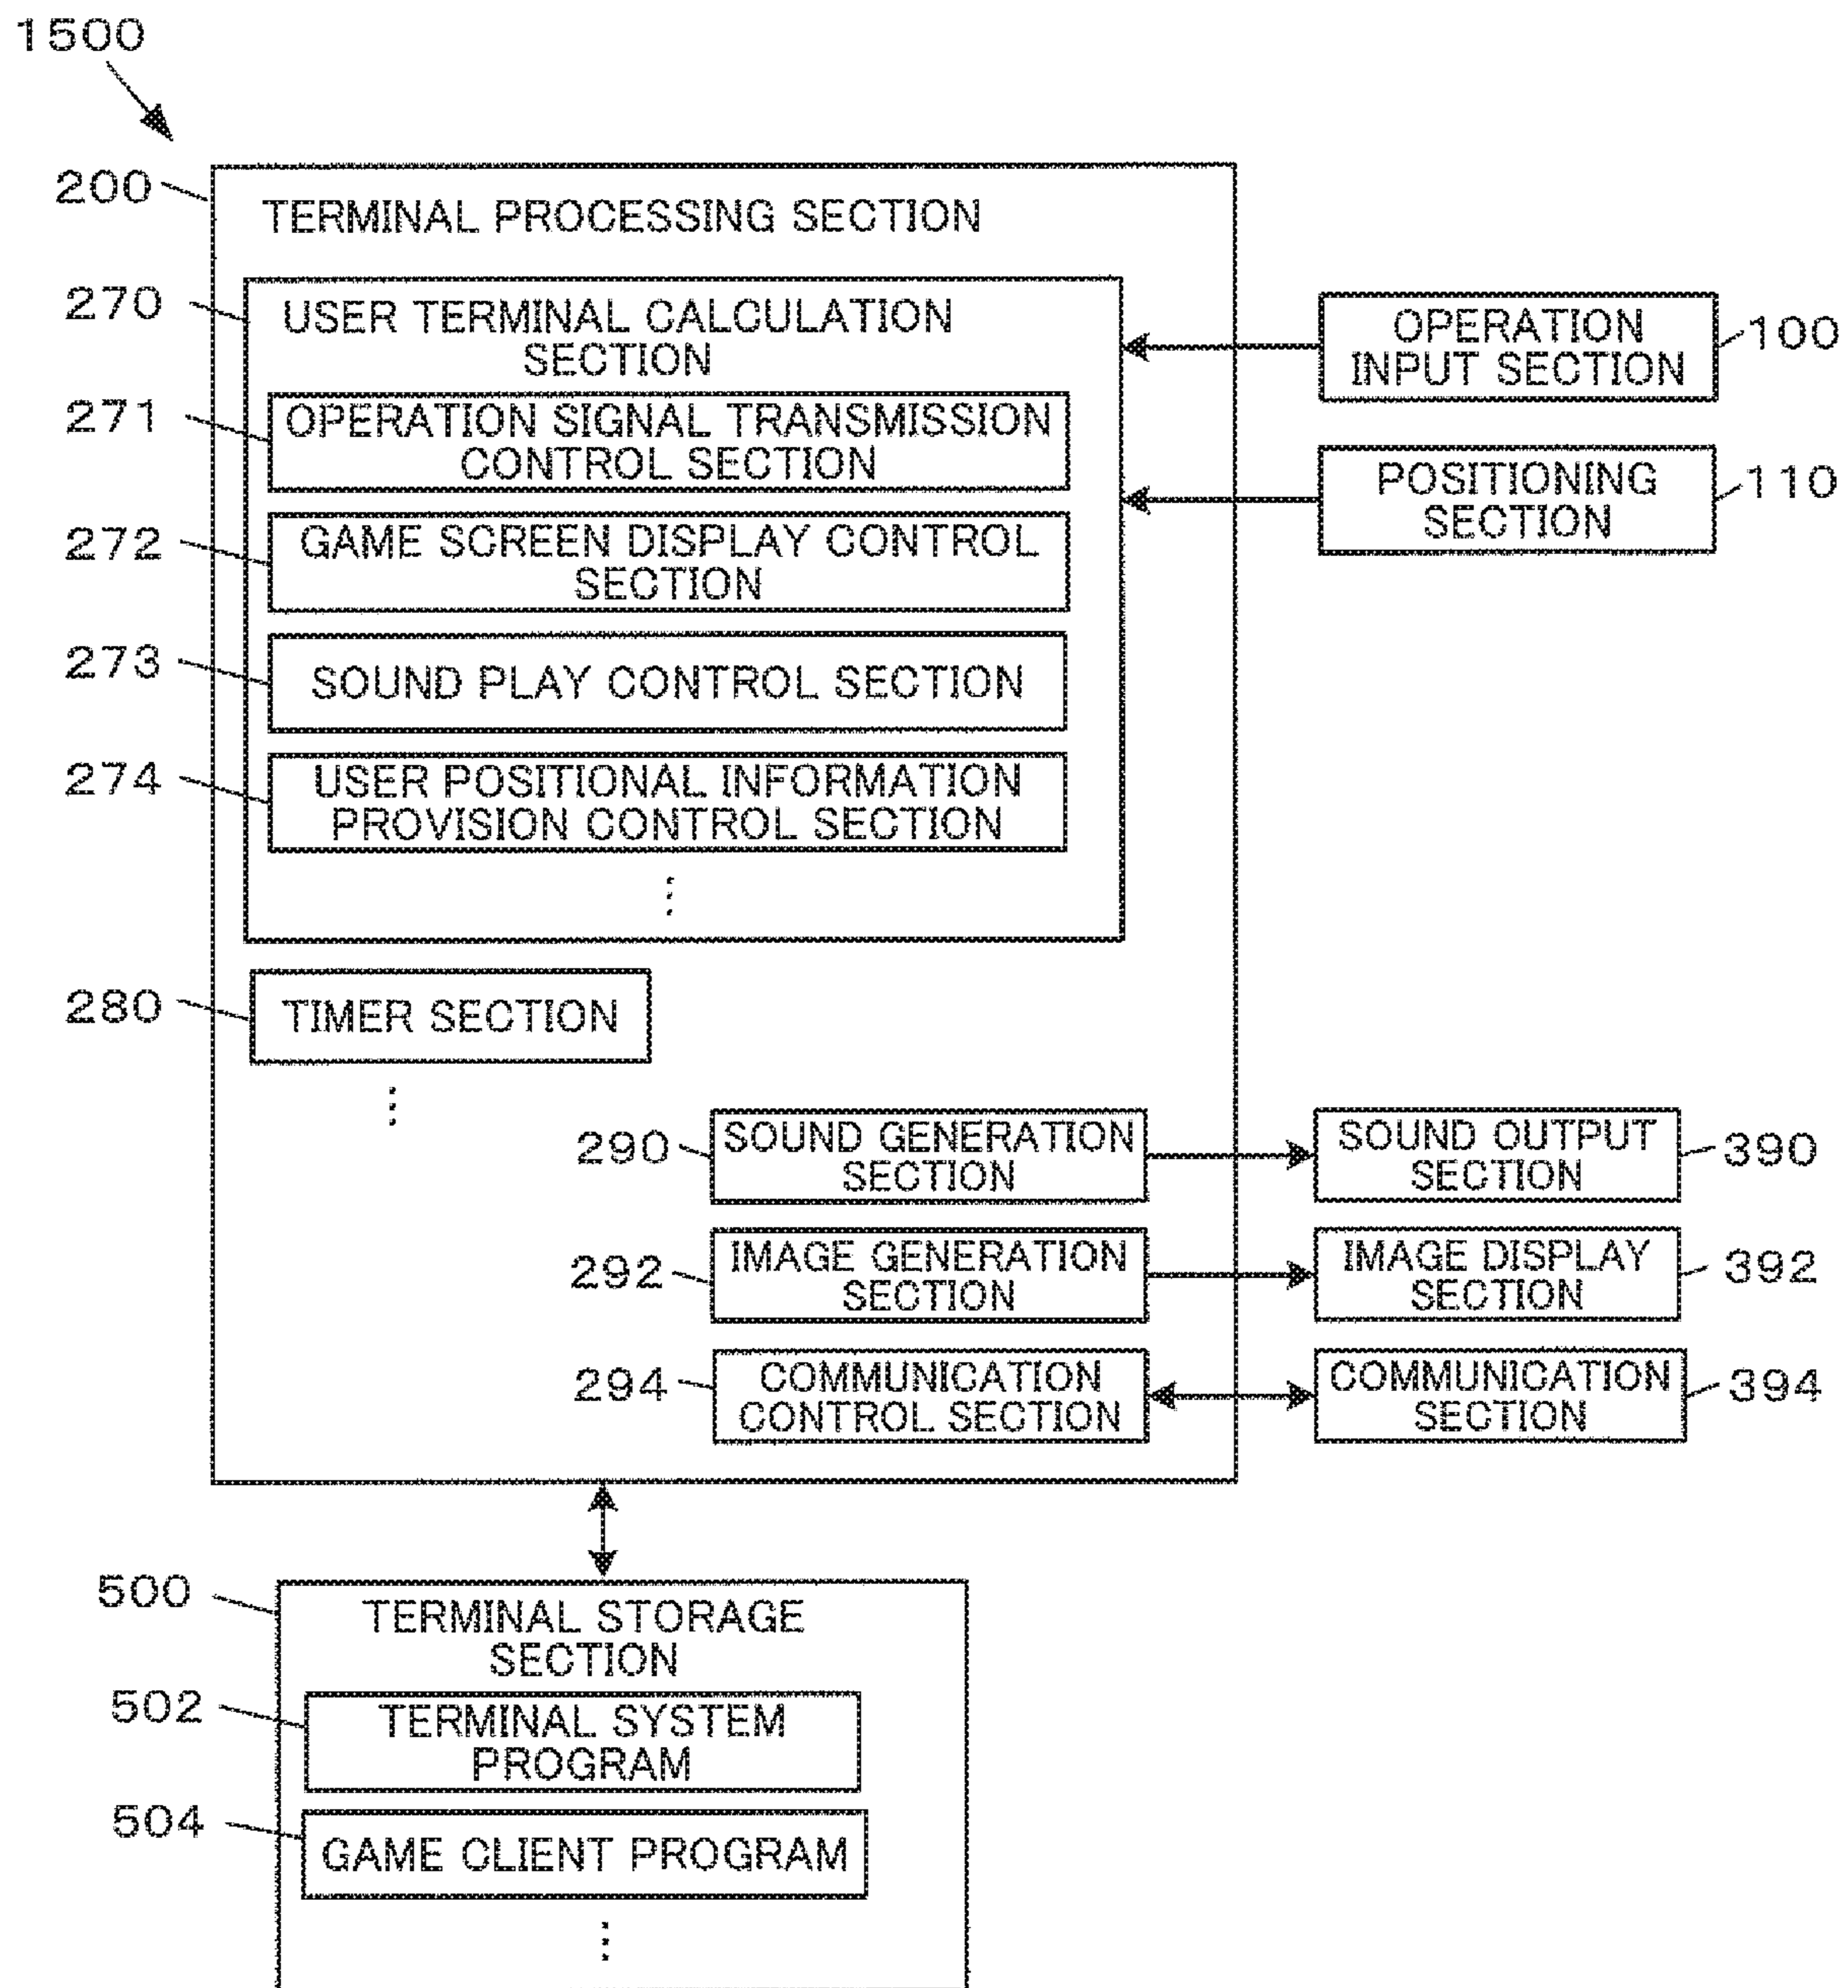 1500
200
TERMINAL PROCESSING SECTION
270
USER TERMINAL CALCULATION
SECTION
271
OPERATION SIGNAL TRANSMISSION
CONTROL SECTION
272
GAME SCREEN DISPLAY CONTROL
SECTION
273
SOUND PLAY CONTROL SECTION
274
USER POSITIONAL INFORMATION
PROVISION CONTROL SECTION
OPERATION
INPUT SECTION
100
POSITIONING
SECTION
110
280
TIMER SECTION
290
SOUND GENERATION
SECTION
SOUND OUTPUT
SECTION
390
292
IMAGE GENERATION
SECTION
IMAGE DISPLAY
SECTION
392
294
COMMUNICATION
CONTROL SECTION
COMMUNICATION
SECTION
394
500
TERMINAL STORAGE
SECTION
502
TERMINAL SYSTEM
PROGRAM
504
GAME CLIENT PROGRAM